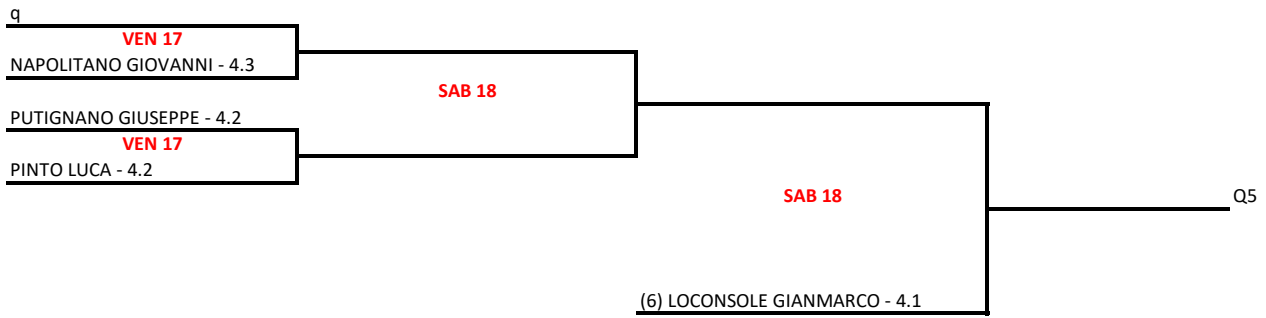 q
VEN 17
NAPOLITANO GIOVANNI - 4.3
SAB 18
PUTIGNANO GIUSEPPE - 4.2
VEN 17
PINTO LUCA - 4.2
SAB 18
Q5
(6) LOCONSOLE GIANMARCO - 4.1